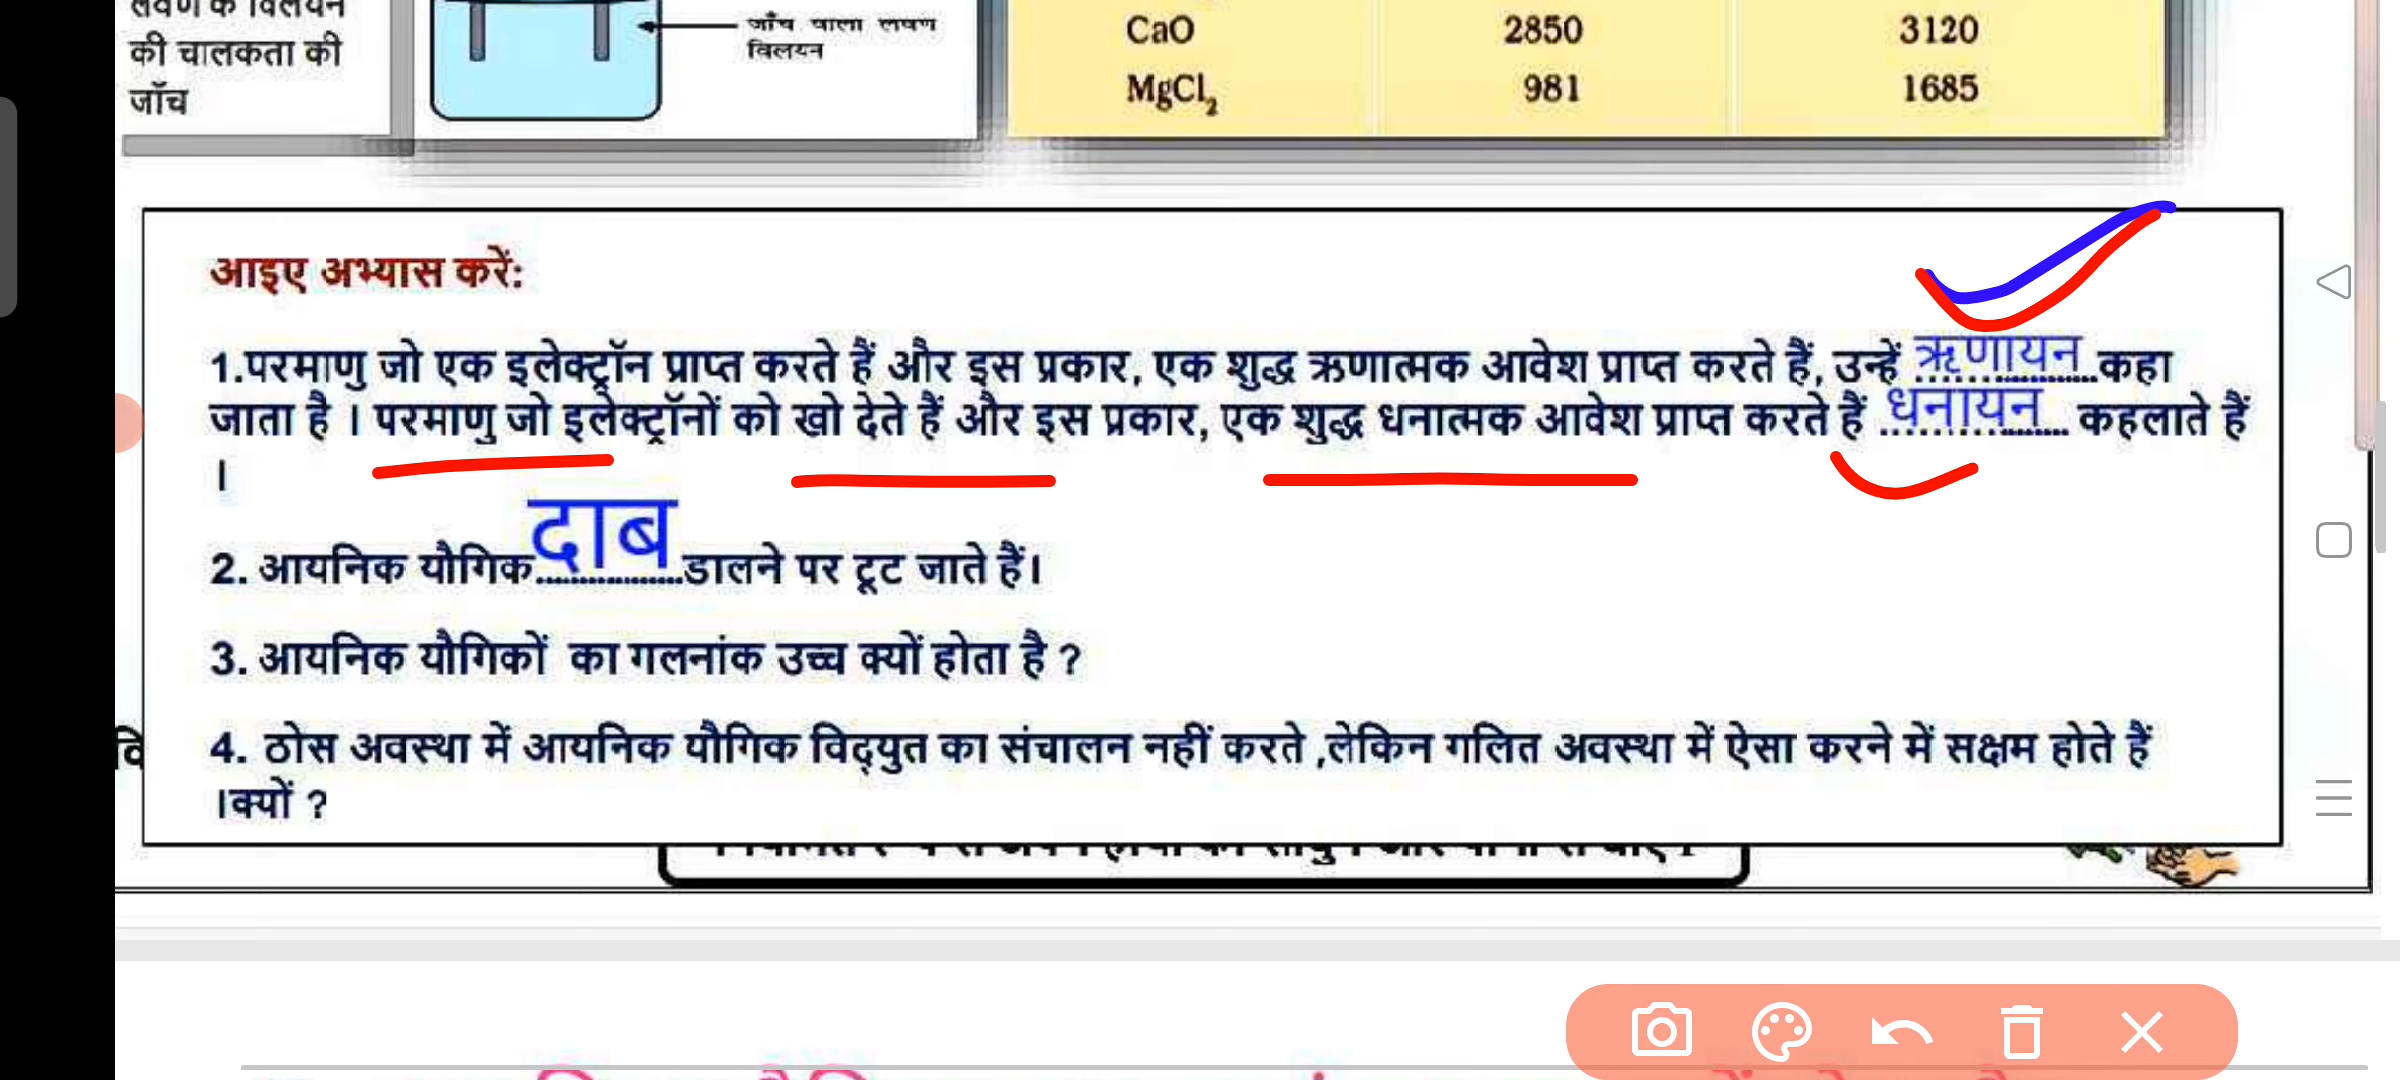 की चालकता की
जाँच
जाँच वाला लवण
विलयन
CaO 2850 3120
MgCl₂ 981 1685
आइए अभ्यास करें:
1.परमाणु जो एक इलेक्ट्रॉन प्राप्त करते हैं और इस प्रकार, एक शुद्ध ऋणात्मक आवेश प्राप्त करते हैं, उन्हें ऋणायन कहा
जाता है । परमाणु जो इलेक्ट्रॉनों को खो देते हैं और इस प्रकार, एक शुद्ध धनात्मक आवेश प्राप्त करते हैं धनायन कहलाते हैं
।
2. आयनिक यौगिक दाब डालने पर टूट जाते हैं।
3. आयनिक यौगिकों का गलनांक उच्च क्यों होता है ?
4. ठोस अवस्था में आयनिक यौगिक विद्युत का संचालन नहीं करते ,लेकिन गलित अवस्था में ऐसा करने में सक्षम होते हैं
।क्यों ?